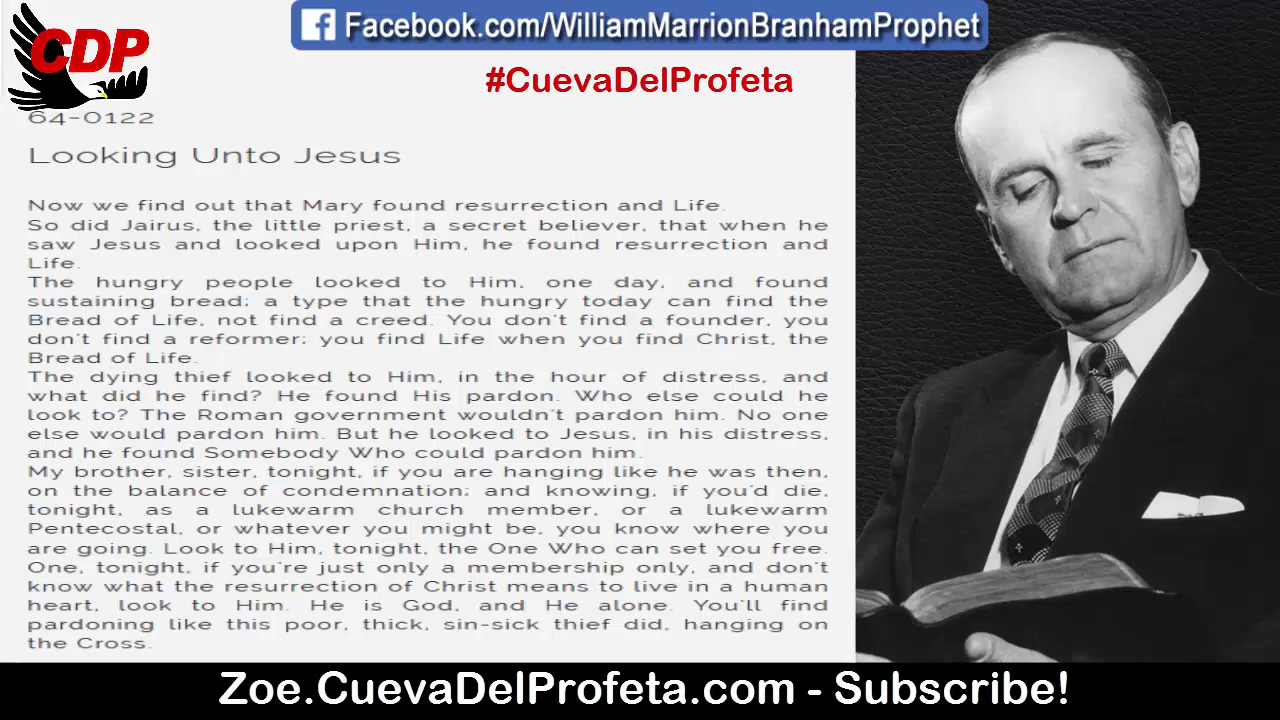 Facebook.com/WilliamMarrionBranhamProphet
CDP
#CuevaDelProfeta
64-0122
Looking Unto Jesus
Now we find out that Mary found resurrection and Life.
So did Jairus, the little priest, a secret believer, that when he
saw Jesus and looked upon Him, he found resurrection and
Life.
The hungry people looked to Him, one day, and found
sustaining bread; a type that the hungry today can find the
Bread of Life, not find a creed. You don't find a founder, you
don't find a reformer; you find Life when you find Christ, the
Bread of Life.
The dying thief looked to Him, in the hour of distress, and
what did he find? He found His pardon. Who else could he
look to? The Roman government wouldn't pardon him. No one
else would pardon him. But he looked to Jesus, in his distress,
and he found Somebody Who could pardon him.
My brother, sister, tonight, if you are hanging like he was then,
on the balance of condemnation; and knowing, if you'd die,
tonight, as a lukewarm church member, or a lukewarm
Pentecostal, or whatever you might be, you know where you
are going. Look to Him, tonight, the One Who can set you free.
One, tonight, if you're just only a membership only, and don't
know what the resurrection of Christ means to live in a human
heart, look to Him. He is God, and He alone. You'll find
pardoning like this poor, thick, sin-sick thief did, hanging on
the Cross.
Zoe.CuevaDelProfeta.com - Subscribe!